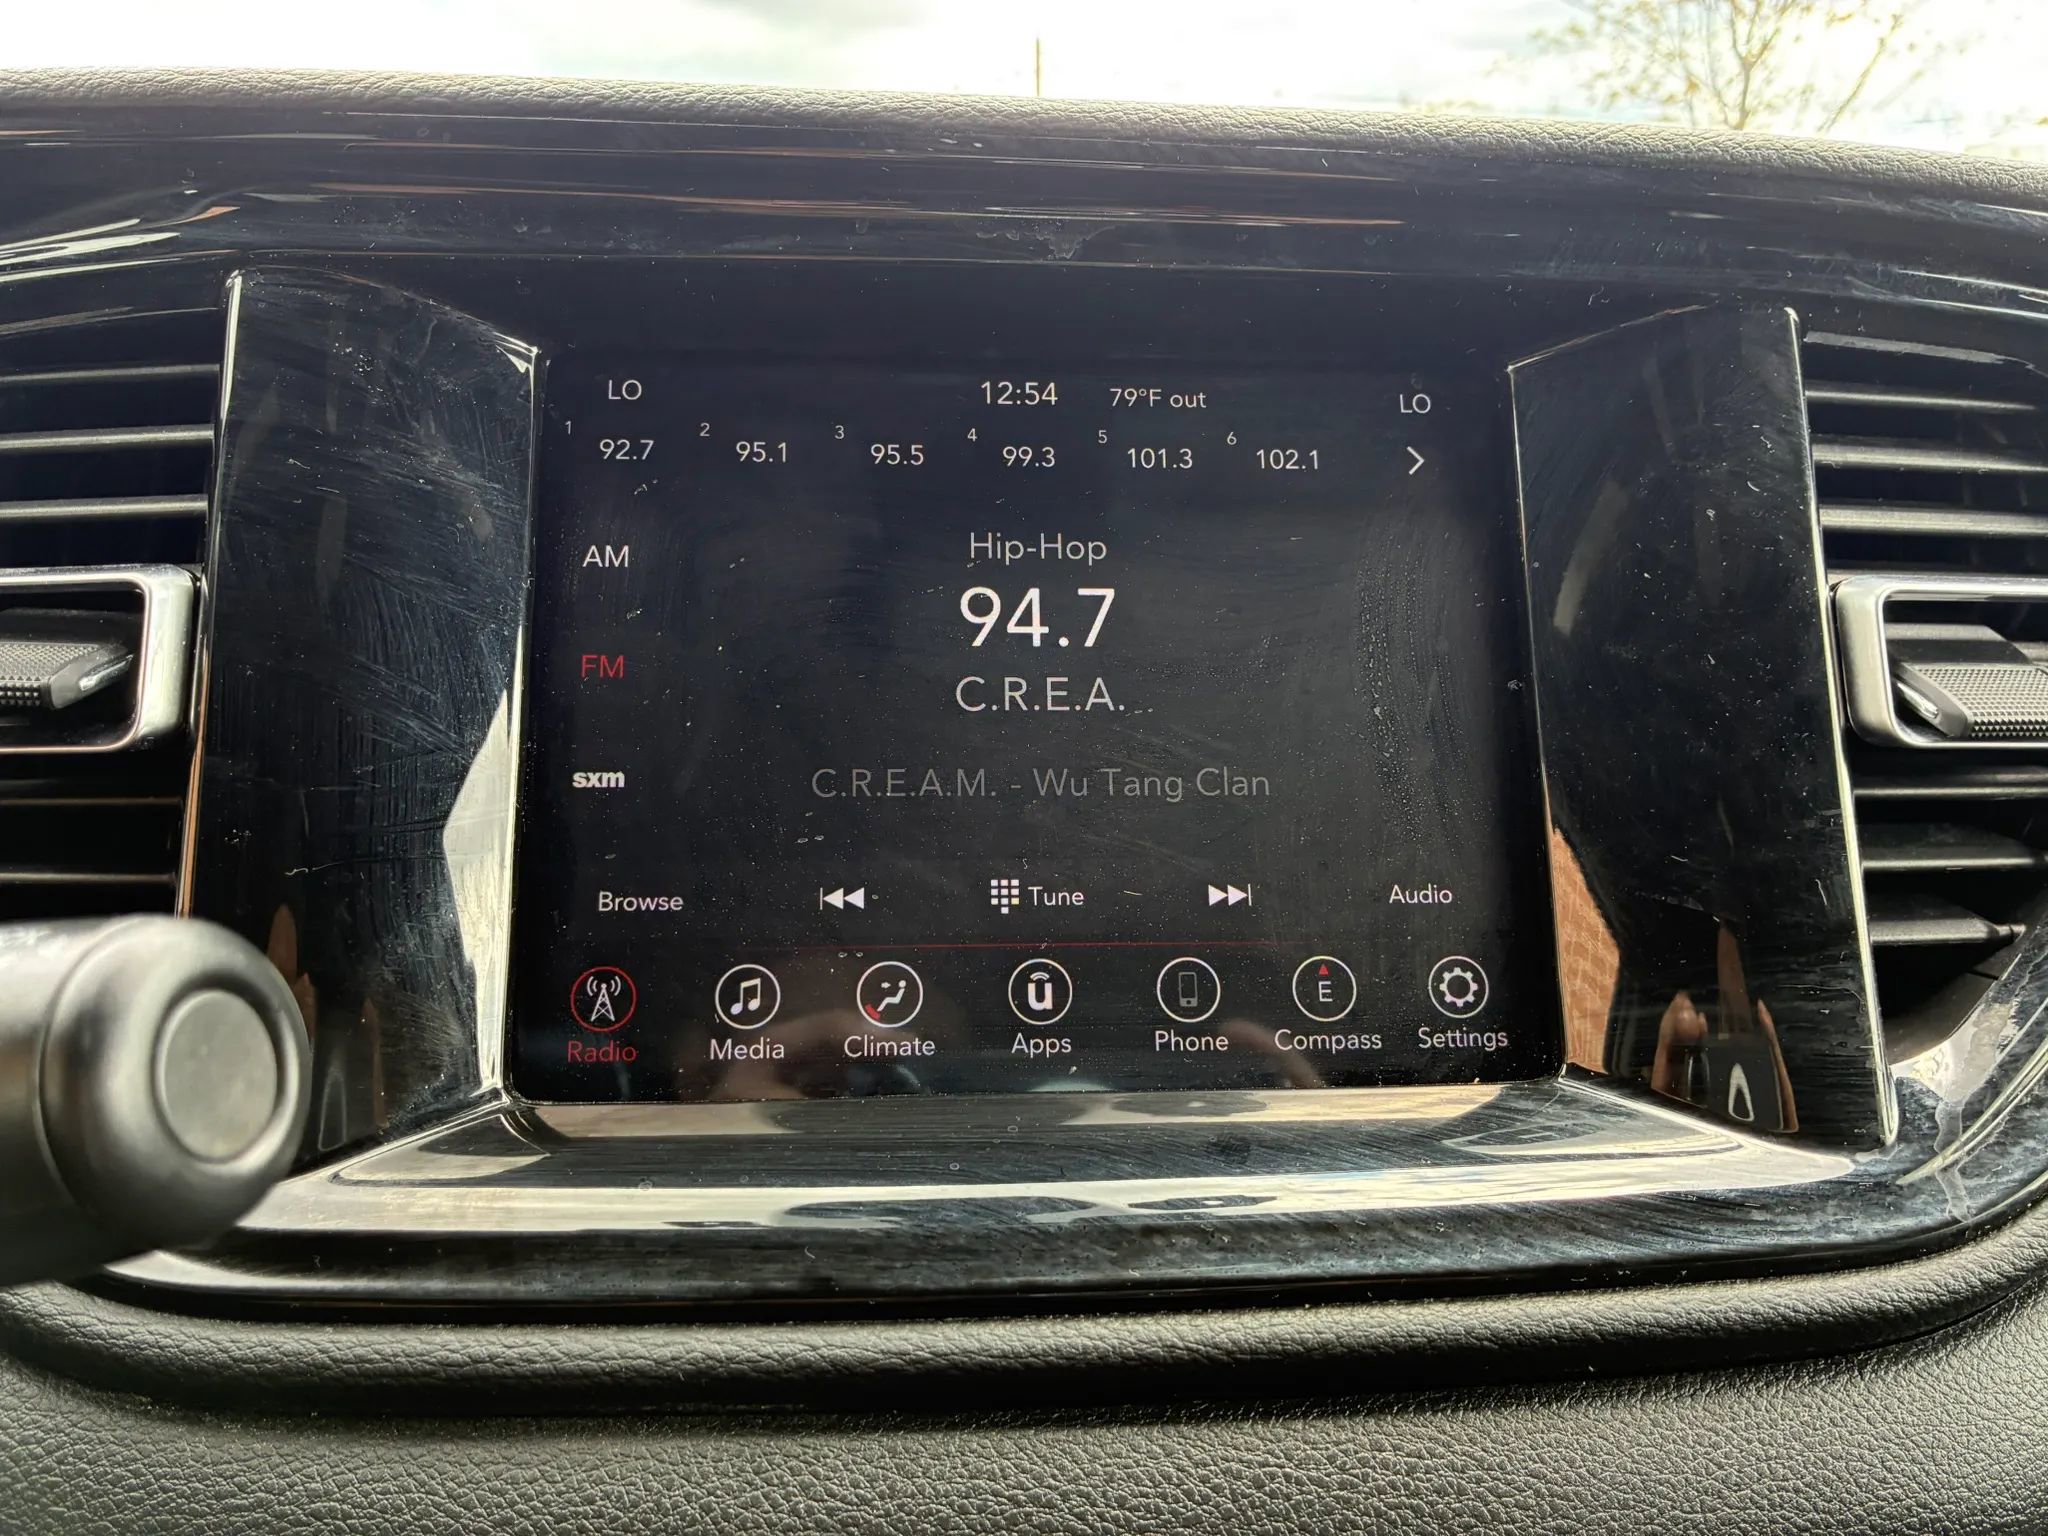 LO 12:54 79°F out LO
1 92.7 2 95.1 3 95.5 4 99.3 5 101.3 6 102.1
Hip-Hop
AM
94.7
FM
C.R.E.A.
sxm
C.R.E.A.M. - Wu Tang Clan
Browse Tune Audio
u E
Radio Media Climate Apps Phone Compass Settings